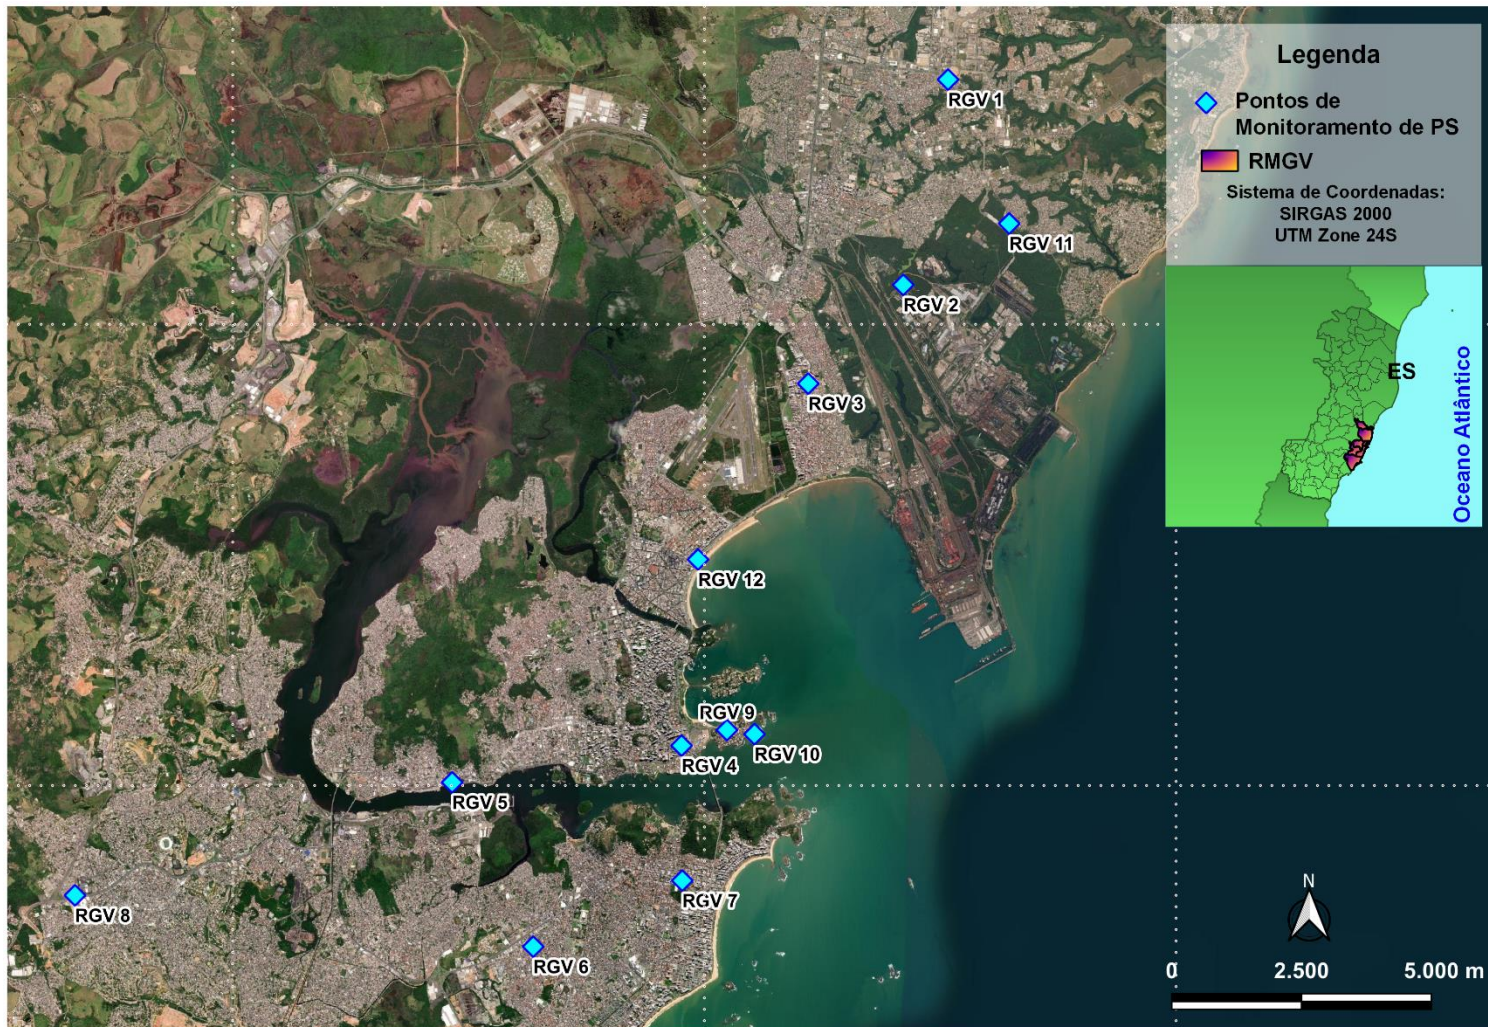 Legenda
Pontos de
Monitoramento de PS
RMGV
Sistema de Coordenadas:
SIRGAS 2000
UTM Zone 24S
ES
Oceano Atlântico
RGV 1
RGV 11
RGV 2
RGV 3
RGV 12
RGV 9
RGV 4
RGV 10
RGV 5
RGV 7
RGV 8
RGV 6
N
0
2.500
5.000 m